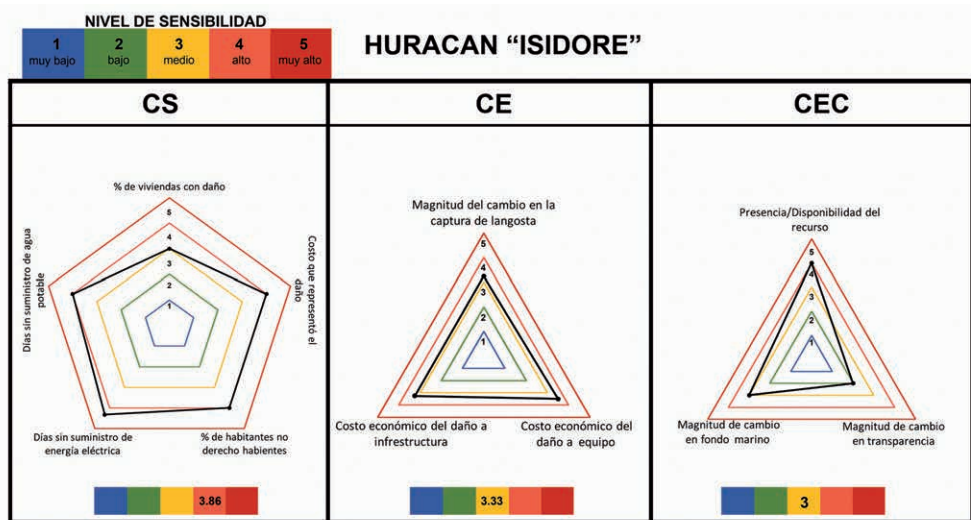 NIVEL DE SENSIBILIDAD
1 2 3 4 5
muy bajo bajo medio alto muy alto
HURACAN “ISIDORE”
CS
% de viviendas con daño
Costo que representó el
daño
% de habitantes no
derecho habientes
Días sin suministro de
energía eléctrica
Días sin suministro de agua
potable
5
4
3
2
1
3.86
CE
Magnitud del cambio en la
captura de langosta
5
4
3
2
1
Costo económico del daño a
infrestructura
Costo económico del
daño a equipo
3.33
CEC
Presencia/Disponibilidad del
recurso
5
4
3
2
1
Magnitud de cambio
en fondo marino
Magnitud de cambio
en transparencia
3